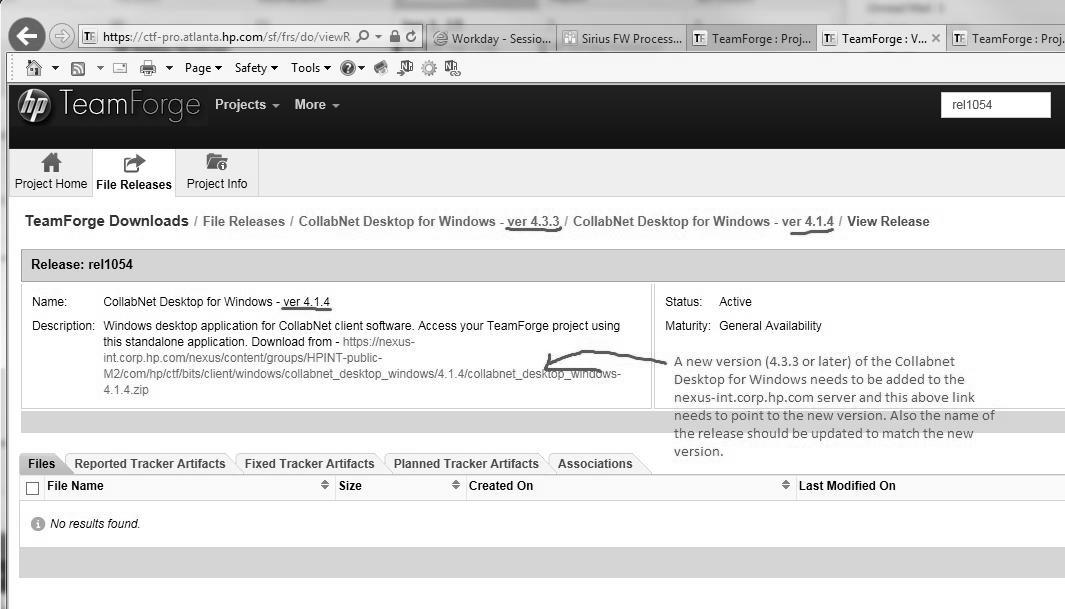 https://ctf-pro.atlanta.hp.com/sf/frs/do/viewR
Workday - Sessio...
Sirius FW Process...
TeamForge : Proj...
TeamForge : V...
TeamForge : Proj.
Page
Safety
Tools
hp TeamForge
Projects
More
rel1054
Project Home
File Releases
Project Info
TeamForge Downloads / File Releases / CollabNet Desktop for Windows - ver 4.3.3 / CollabNet Desktop for Windows - ver 4.1.4 / View Release
Release: rel1054
Name: CollabNet Desktop for Windows - ver 4.1.4
Description: Windows desktop application for CollabNet client software. Access your TeamForge project using
this standalone application. Download from - https://nexus-
int.corp.hp.com/nexus/content/groups/HPINT-public-
M2/com/hp/ctf/bits/client/windows/collabnet_desktop_windows/4.1.4/collabnet_desktop_windows-
4.1.4.zip
Status: Active
Maturity: General Availability
A new version (4.3.3 or later) of the Collabnet
Desktop for Windows needs to be added to the
nexus-int.corp.hp.com server and this above link
needs to point to the new version. Also the name of
the release should be updated to match the new
version.
Files
Reported Tracker Artifacts
Fixed Tracker Artifacts
Planned Tracker Artifacts
Associations
File Name
Size
Created On
Last Modified On
No results found.